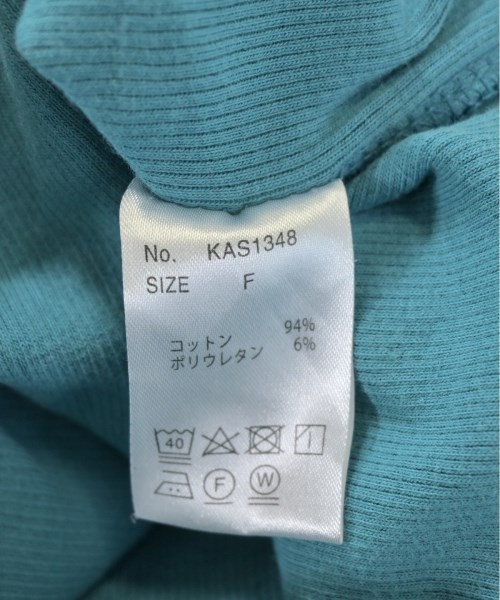 No. KAS1348
SIZE F
コットン 94%
ポリウレタン 6%
40
F W